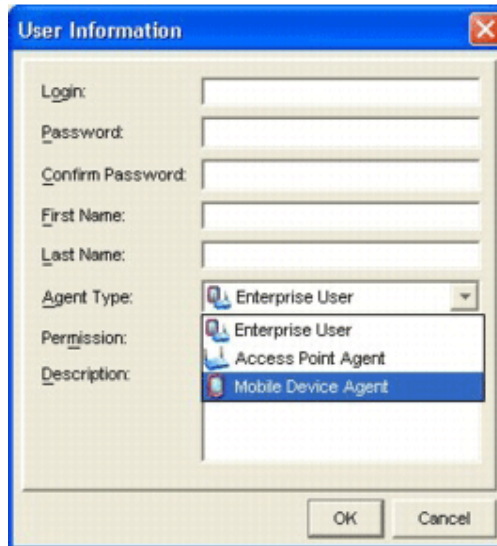 User Information
Login:
Password:
Confirm Password:
First Name:
Last Name:
Agent Type: Enterprise User
Permission: Enterprise User
Access Point Agent
Description: Mobile Device Agent
OK Cancel